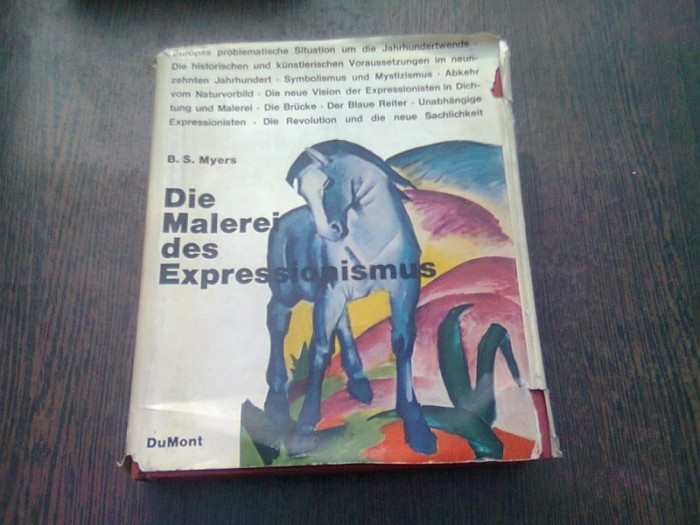 Europas problematische Situation um die Jahrhundertwende ·
Die historischen und künstlerischen Voraussetzungen im neun-
zehnten Jahrhundert · Symbolismus und Mystizismus · Abkehr
vom Naturvorbild · Die neue Vision der Expressionisten in Dich-
tung und Malerei · Die Brücke · Der Blaue Reiter · Unabhängige
Expressionisten · Die Revolution und die neue Sachlichkeit
B. S. Myers
Die
Malerei
des
Expressionismus
DuMont